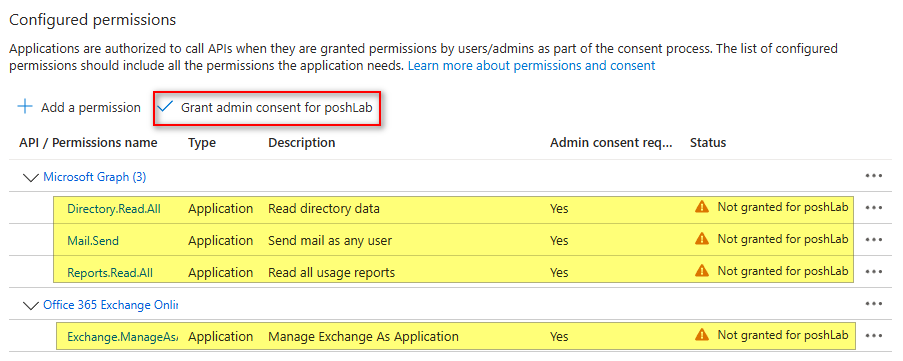 Configured permissions
Applications are authorized to call APIs when they are granted permissions by users/admins as part of the consent process. The list of configured
permissions should include all the permissions the application needs. Learn more about permissions and consent
Add a permission Grant admin consent for poshLab
API / Permissions name Type Description Admin consent req... Status
Microsoft Graph (3) ...
Directory.Read.All Application Read directory data Yes Not granted for poshLab ...
Mail.Send Application Send mail as any user Yes Not granted for poshLab ...
Reports.Read.All Application Read all usage reports Yes Not granted for poshLab ...
Office 365 Exchange Onlin ...
Exchange.ManageAs Application Manage Exchange As Application Yes Not granted for poshLab ...